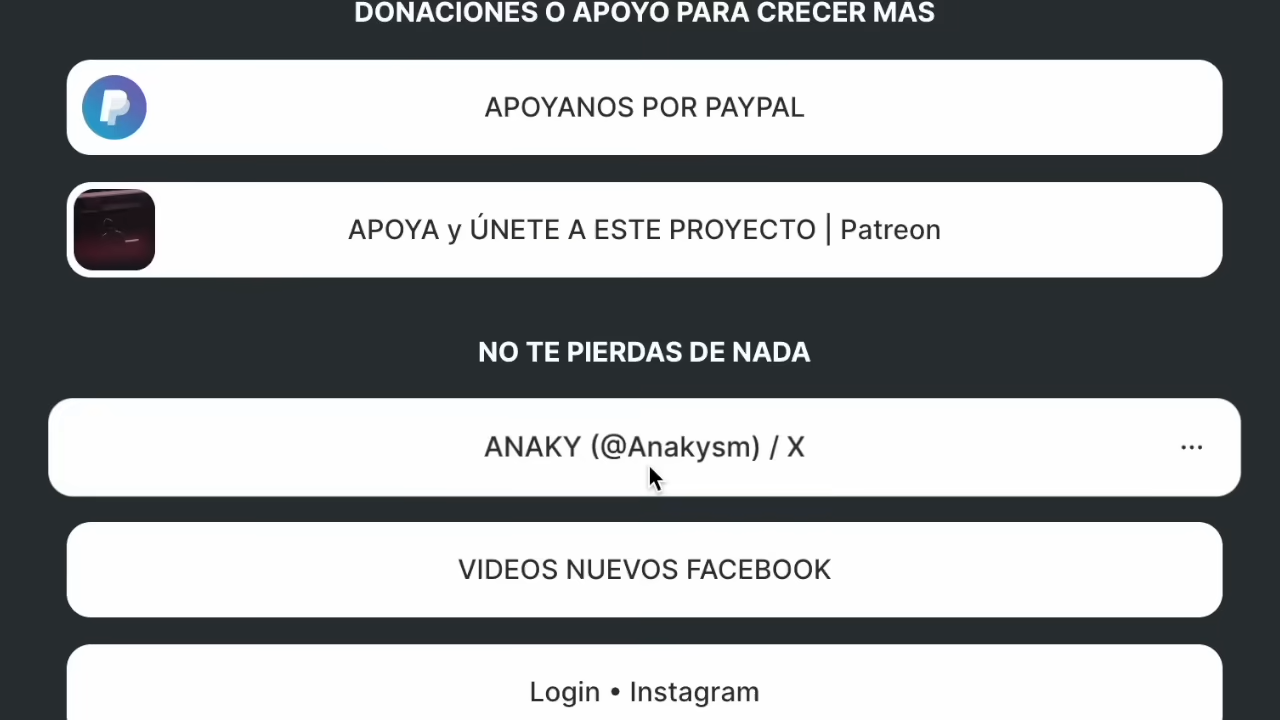 DONACIONES O APOYO PARA CRECER MAS
APOYANOS POR PAYPAL
APOYA y ÚNETE A ESTE PROYECTO | Patreon
NO TE PIERDAS DE NADA
ANAKY (@Anakysm) / X
VIDEOS NUEVOS FACEBOOK
Login • Instagram